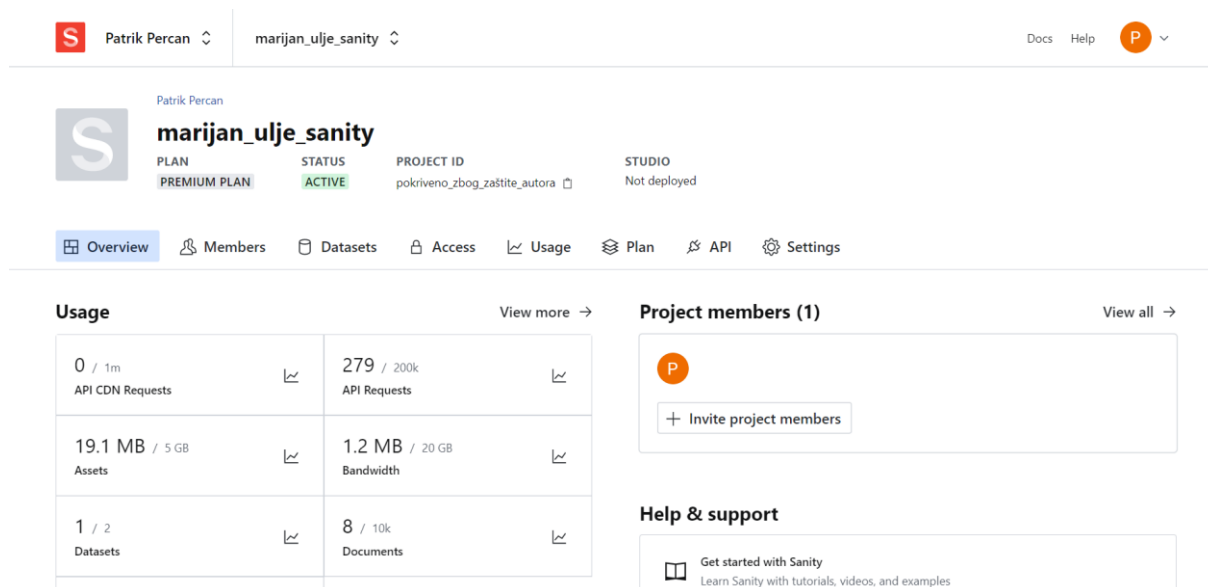 S Patrik Percan marijan_ulje_sanity Docs Help P
Patrik Percan
S marijan_ulje_sanity
PLAN STATUS PROJECT ID STUDIO
PREMIUM PLAN ACTIVE pokriveno_zbog_zaštite_autora Not deployed
Overview Members Datasets Access Usage Plan API Settings
Usage View more → Project members (1) View all →
0 / 1m 279 / 200k
API CDN Requests API Requests
P
+ Invite project members
19.1 MB / 5 GB 1.2 MB / 20 GB
Assets Bandwidth
Help & support
1 / 2 8 / 10k
Datasets Documents
Get started with Sanity
Learn Sanity with tutorials, videos, and examples